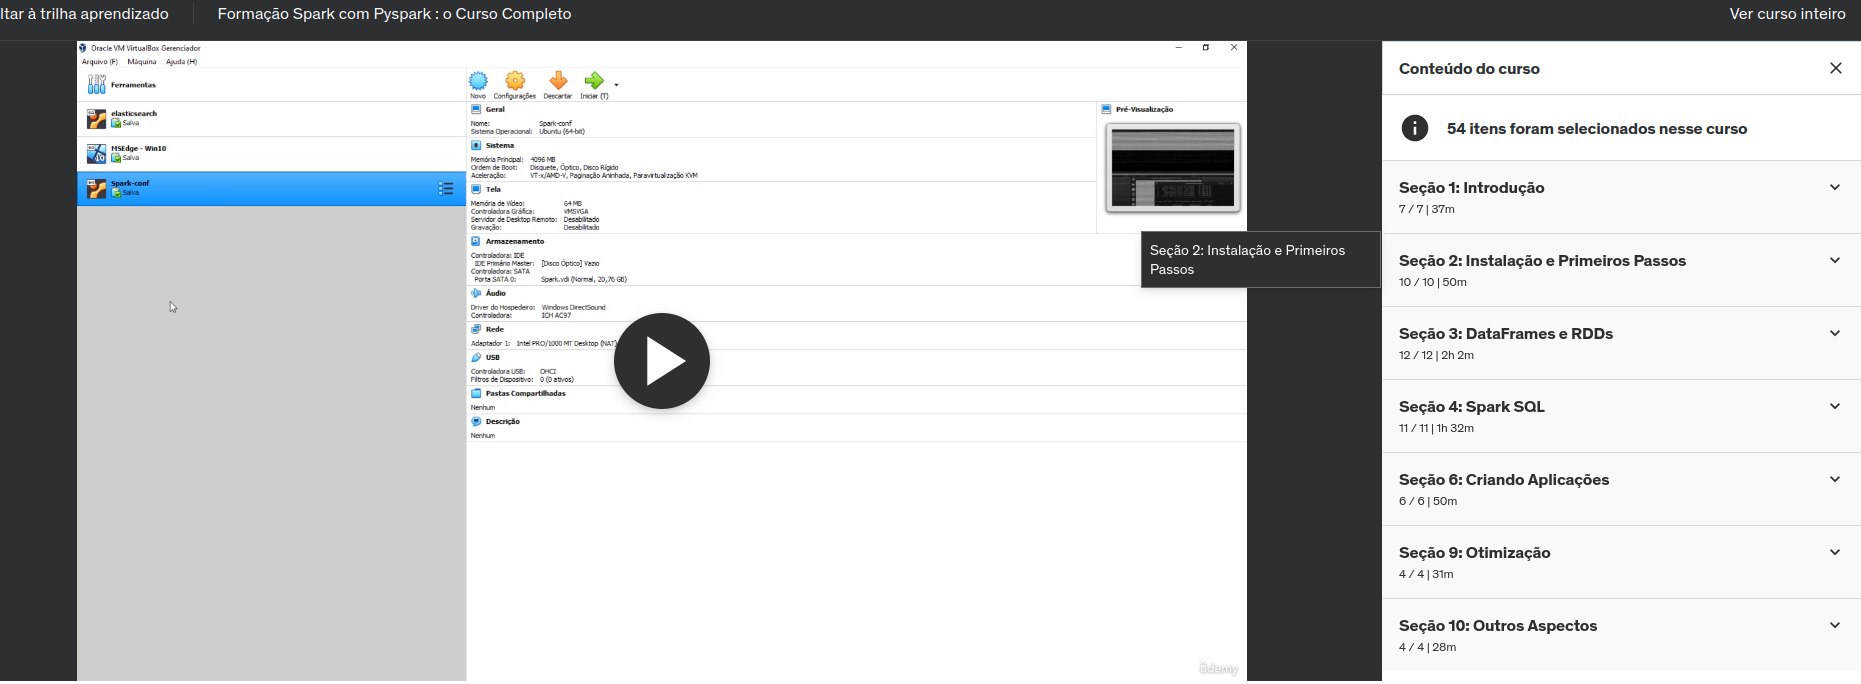 ltar à trilha aprendizado
Formação Spark com Pyspark : o Curso Completo
Ver curso inteiro
Oracle VM VirtualBox Gerenciador
Arquivo (F) Máquina Ajuda (H)
Ferramentas
elasticsearch
Salva
MSEdge - Win10
Salva
Spark-conf
Salva
Novo Configurações Descartar Iniciar (T)
Geral
Nome: Spark-conf
Sistema Operacional: Ubuntu (64-bit)
Sistema
Memória Principal: 4096 MB
Ordem de Boot: Disquete, Óptico, Disco Rígido
Aceleração: VT-x/AMD-V, Paginação Aninhada, Paravirtualização KVM
Tela
Memória de Vídeo: 64 MB
Controladora Gráfica: VMSVGA
Servidor de Desktop Remoto: Desabilitado
Gravação: Desabilitado
Armazenamento
Controladora: IDE
IDE Primário Master: [Disco Óptico] Vazio
Controladora: SATA
Porta SATA 0: Spark.vdi (Normal, 20,76 GB)
Áudio
Driver do Hospedeiro: Windows DirectSound
Controladora: ICH AC97
Rede
Adaptador 1: Intel PRO/1000 MT Desktop (NAT)
USB
Controladora USB: OHCI
Filtros de Dispositivo: 0 (0 ativos)
Pastas Compartilhadas
Nenhum
Descrição
Nenhum
Pré-Visualização
Seção 2: Instalação e Primeiros
Passos
udemy
Conteúdo do curso
54 itens foram selecionados nesse curso
Seção 1: Introdução
7 / 7 | 37m
Seção 2: Instalação e Primeiros Passos
10 / 10 | 50m
Seção 3: DataFrames e RDDs
12 / 12 | 2h 2m
Seção 4: Spark SQL
11 / 11 | 1h 32m
Seção 6: Criando Aplicações
6 / 6 | 50m
Seção 9: Otimização
4 / 4 | 31m
Seção 10: Outros Aspectos
4 / 4 | 28m